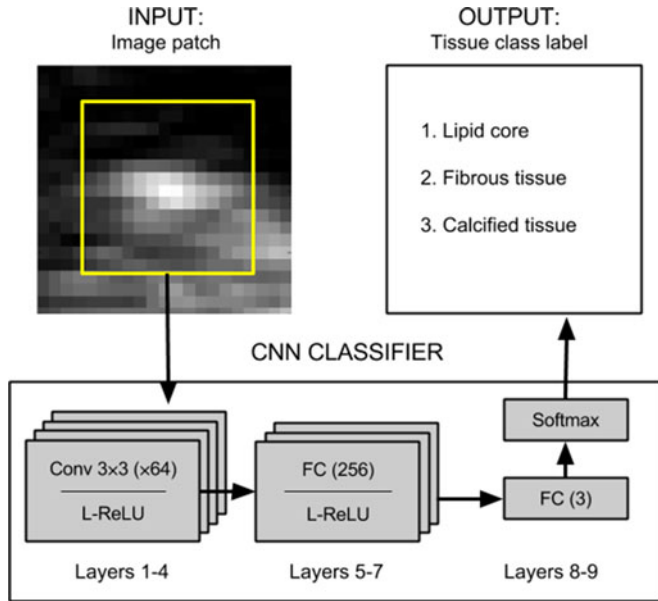 INPUT:
Image patch
OUTPUT:
Tissue class label
1. Lipid core
2. Fibrous tissue
3. Calcified tissue
CNN CLASSIFIER
Conv 3×3 (×64)
L-ReLU
FC (256)
L-ReLU
Softmax
FC (3)
Layers 1-4
Layers 5-7
Layers 8-9